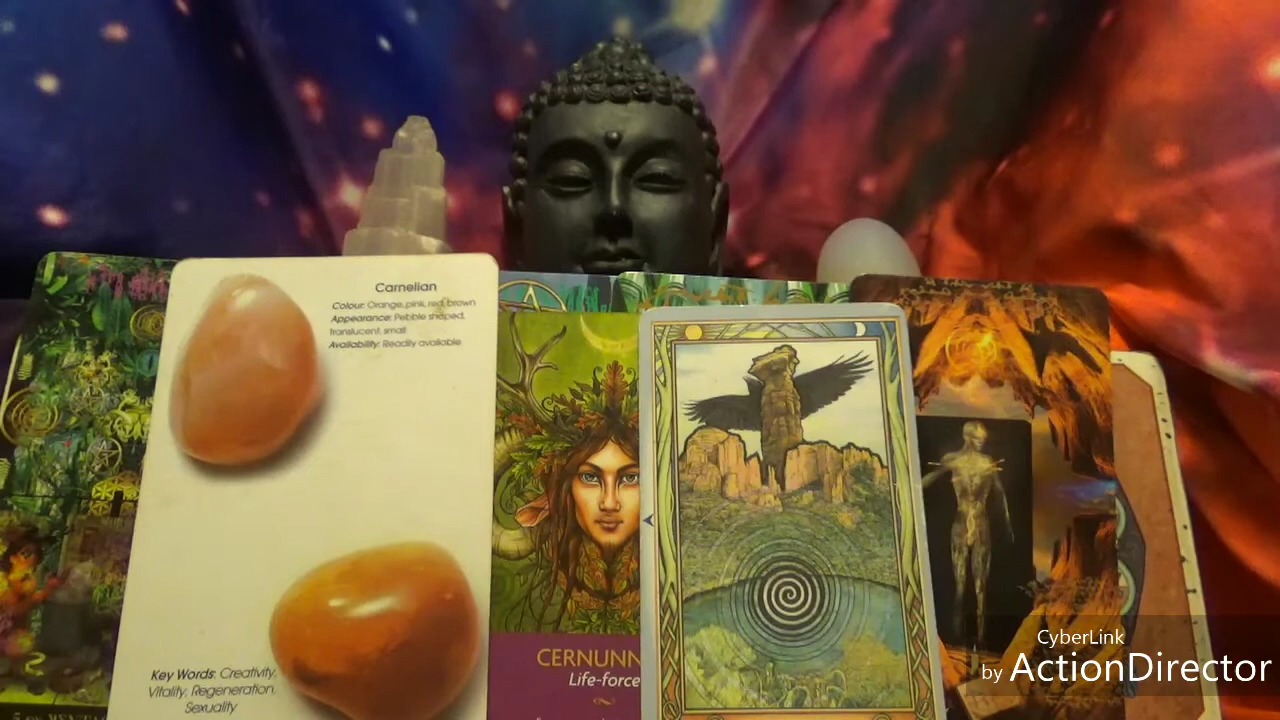 Carnelian
Colour: Orange, pink, red, brown
Appearance: Pebble shaped,
translucent, small
Availability: Readily available
Key Words: Creativity,
Vitality, Regeneration,
Sexuality
CERNUNN
Life-force
CyberLink
by ActionDirector